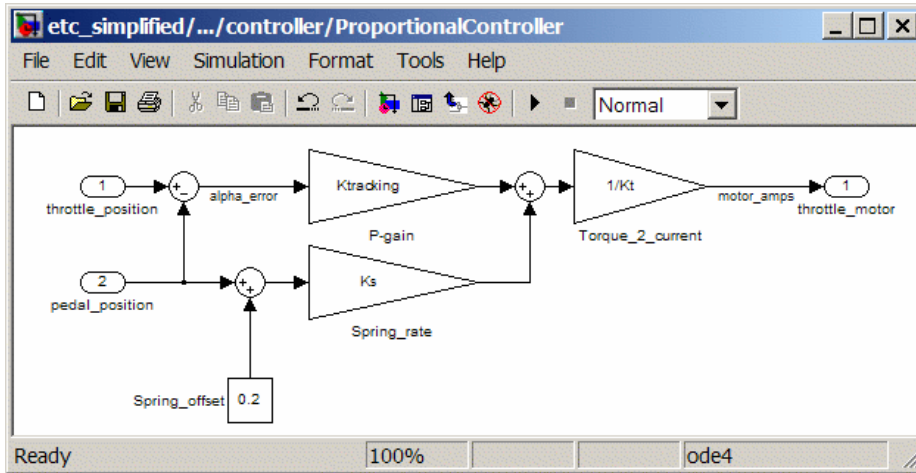 etc_simplified/.../controller/ProportionalController
File Edit View Simulation Format Tools Help
Normal
1
throttle_position
+
−
alpha_error
Ktracking
P-gain
+
+
1/Kt
Torque_2_current
motor_amps
1
throttle_motor
2
pedal_position
+
+
Ks
Spring_rate
Spring_offset
0.2
Ready 100% ode4